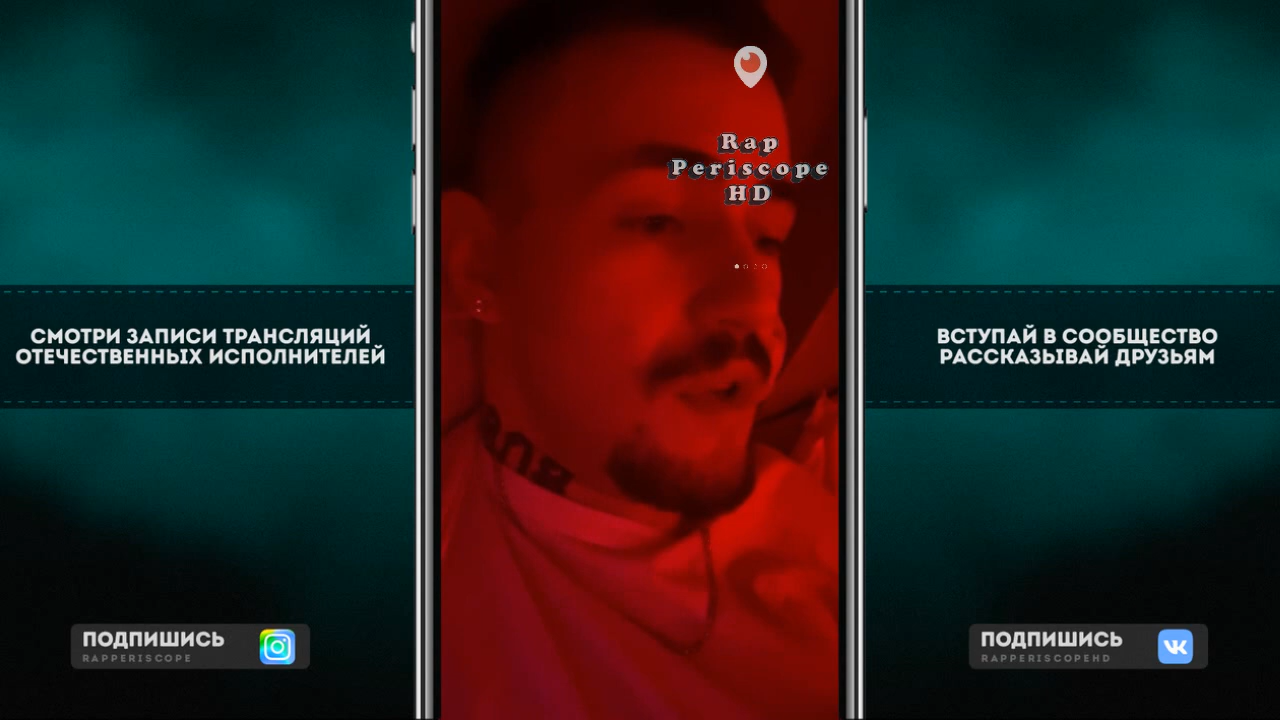 Rap
Periscope
HD
СМОТРИ ЗАПИСИ ТРАНСЛЯЦИЙ
ОТЕЧЕСТВЕННЫХ ИСПОЛНИТЕЛЕЙ
ВСТУПАЙ В СООБЩЕСТВО
РАССКАЗЫВАЙ ДРУЗЬЯМ
ПОДПИШИСЬ
RAPPERISCOPE
ПОДПИШИСЬ
RAPPERISCOPEHD